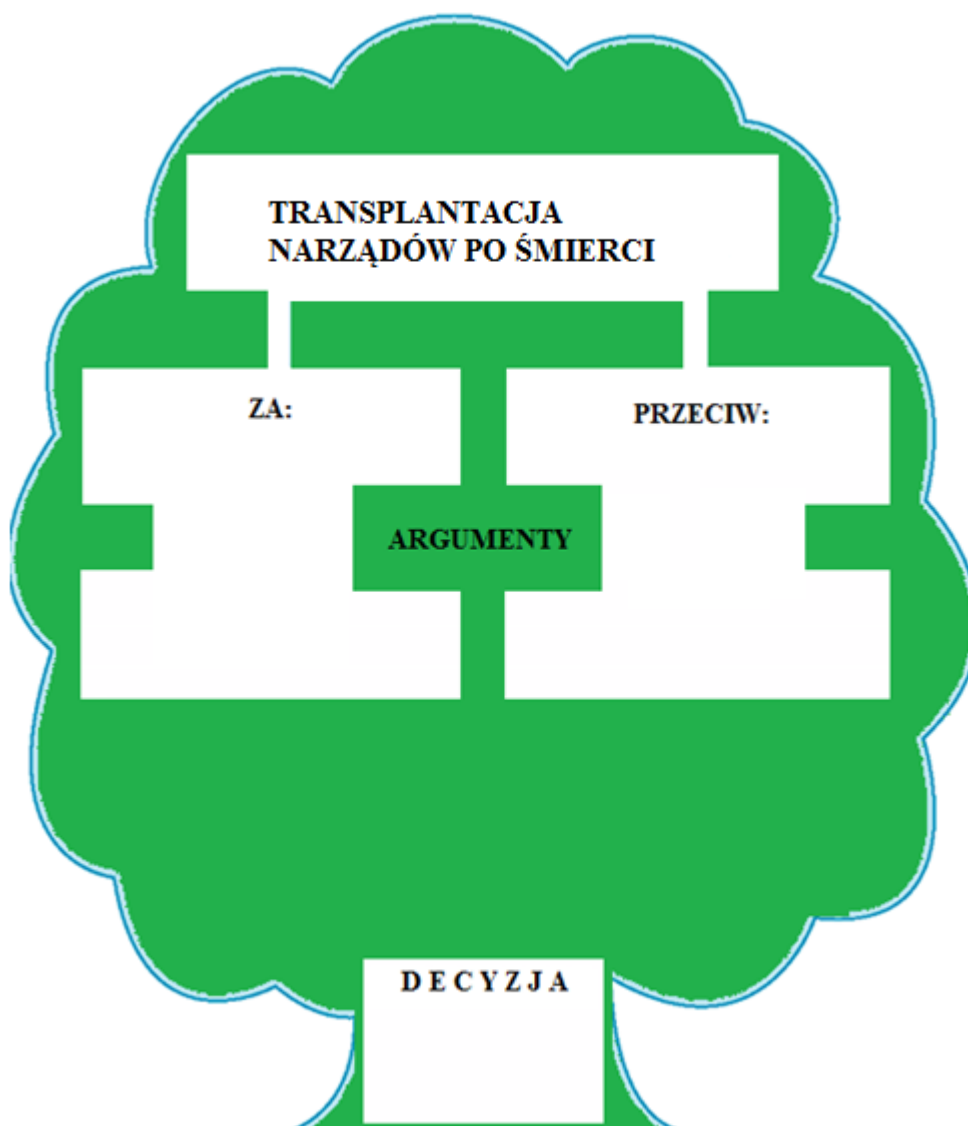 TRANSPLANTACJA
NARZĄDÓW PO ŚMIERCI
ZA:
PRZECIW:
ARGUMENTY
D E C Y Z J A